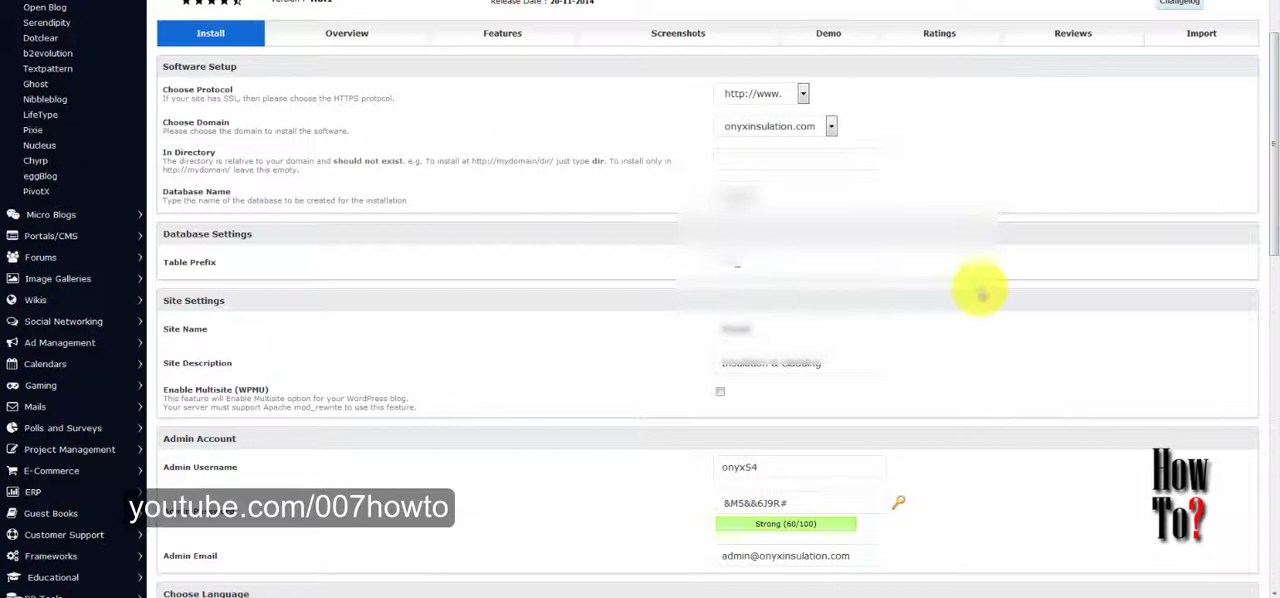 Open Blog
Serendipity
Dotclear
b2evolution
Textpattern
Ghost
Nibbleblog
LifeType
Pixie
Nucleus
Chyrp
eggBlog
PivotX
Micro Blogs
Portals/CMS
Forums
Image Galleries
Wikis
Social Networking
Ad Management
Calendars
Gaming
Mails
Polls and Surveys
Project Management
E-Commerce
ERP
Guest Books
Customer Support
Frameworks
Educational
Release Date : 20-11-2014
Changelog
Install Overview Features Screenshots Demo Ratings Reviews Import
Software Setup
Choose Protocol
If your site has SSL, then please choose the HTTPS protocol.
http://www.
Choose Domain
Please choose the domain to install the software.
onyxinsulation.com
In Directory
The directory is relative to your domain and should not exist. e.g. To install at http://mydomain/dir/ just type dir. To install only in
http://mydomain/ leave this empty.
Database Name
Type the name of the database to be created for the installation
Database Settings
Table Prefix
Site Settings
Site Name
Site Description
Insulation & Cladding
Enable Multisite (WPMU)
This feature will Enable Multisite option for your WordPress blog.
Your server must support Apache mod_rewrite to use this feature.
Admin Account
Admin Username
onyx54
&M5&&6J9R#
Strong (60/100)
Admin Email
admin@onyxinsulation.com
Choose Language
youtube.com/007howto
How
To?